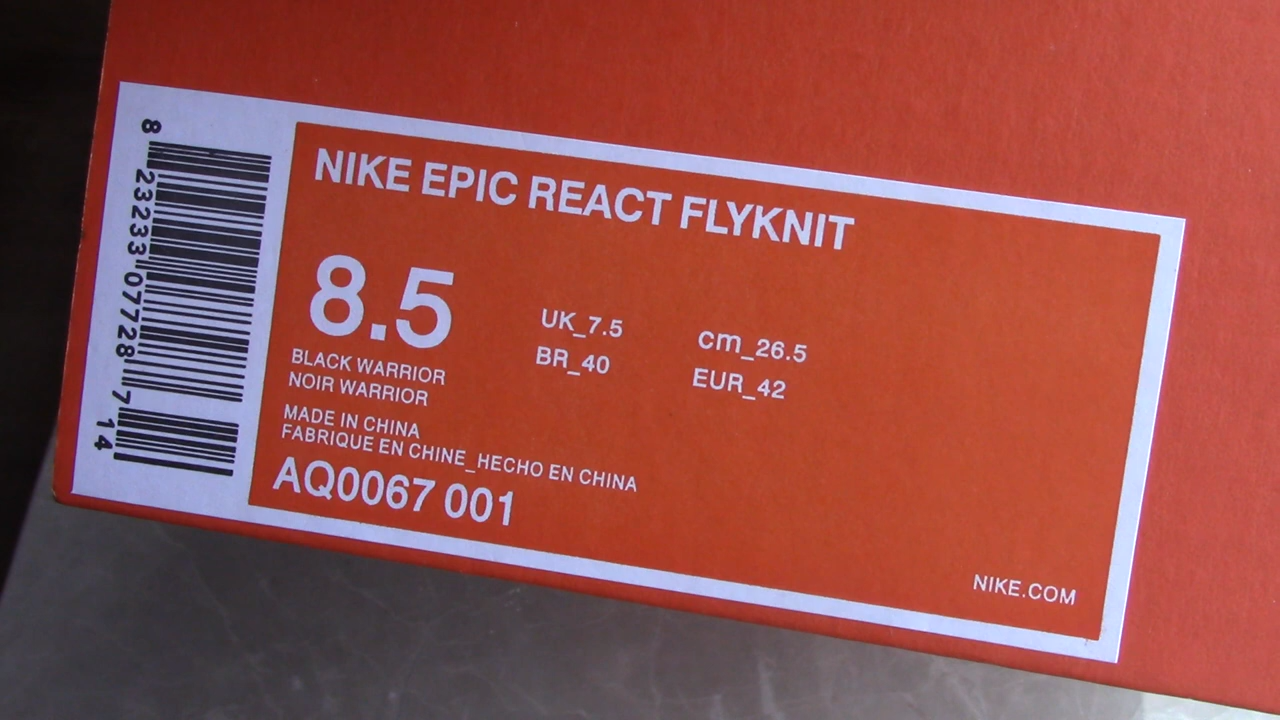 NIKE EPIC REACT FLYKNIT
8.5
UK_7.5
cm_26.5
BR_40
EUR_42
BLACK WARRIOR
NOIR WARRIOR
MADE IN CHINA
FABRIQUE EN CHINE_HECHO EN CHINA
AQ0067 001
NIKE.COM
8 23233 07728 7 14